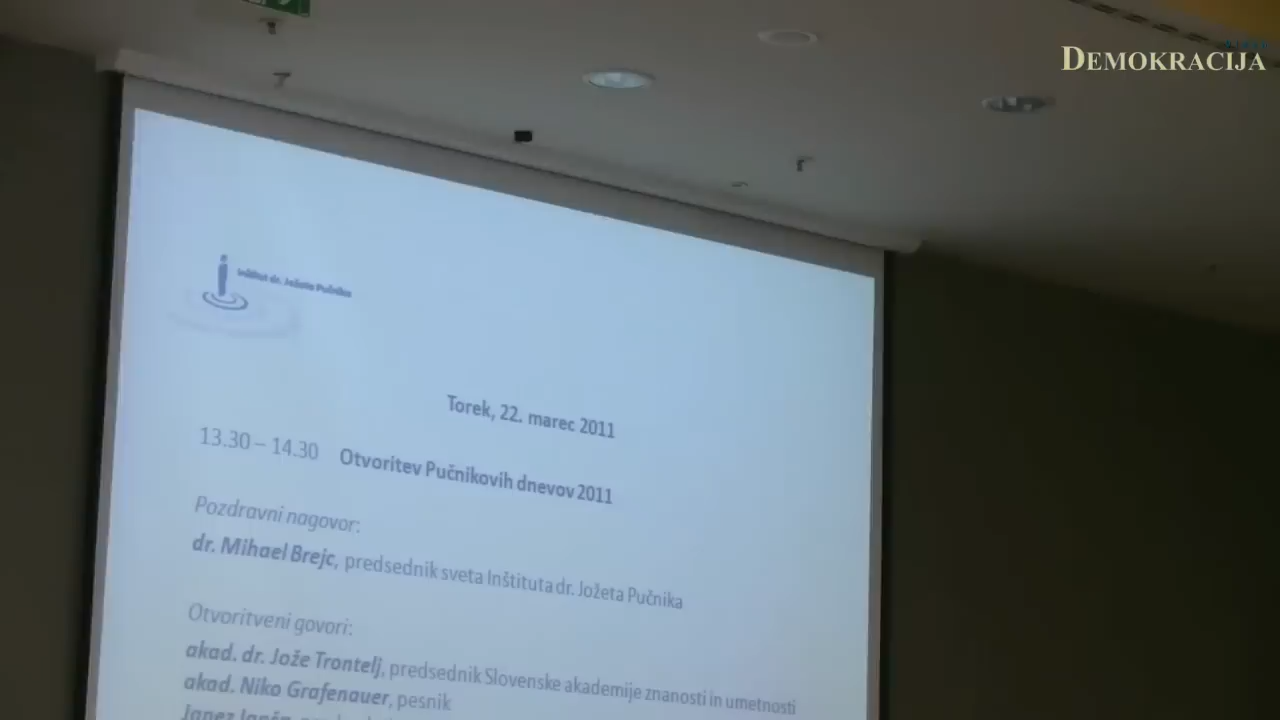 DEMOKRACIJA
Inštitut dr. Jožeta Pučnika
Torek, 22. marec 2011
13.30 – 14.30 Otvoritev Pučnikovih dnevov 2011
Pozdravni nagovor:
dr. Mihael Brejc, predsednik sveta Inštituta dr. Jožeta Pučnika
Otvoritveni govori:
akad. dr. Jože Trontelj, predsednik Slovenske akademije znanosti in umetnosti
akad. Niko Grafenauer, pesnik
Janez